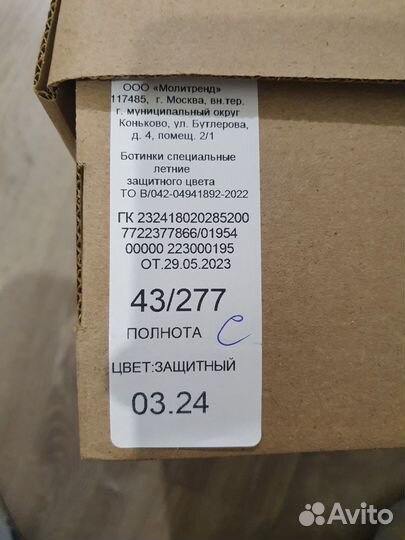 ООО «Молитренд»
117485, г. Москва, вн.тер.
г. муниципальный округ
Коньково, ул. Бутлерова,
д. 4, помещ. 2/1
Ботинки специальные
летние
защитного цвета
ТО В/042-04941892-2022
ГК 232418020285200
7722377866/01954
00000 223000195
ОТ.29.05.2023
43/277
ПОЛНОТА С
ЦВЕТ:ЗАЩИТНЫЙ
03.24
Avito